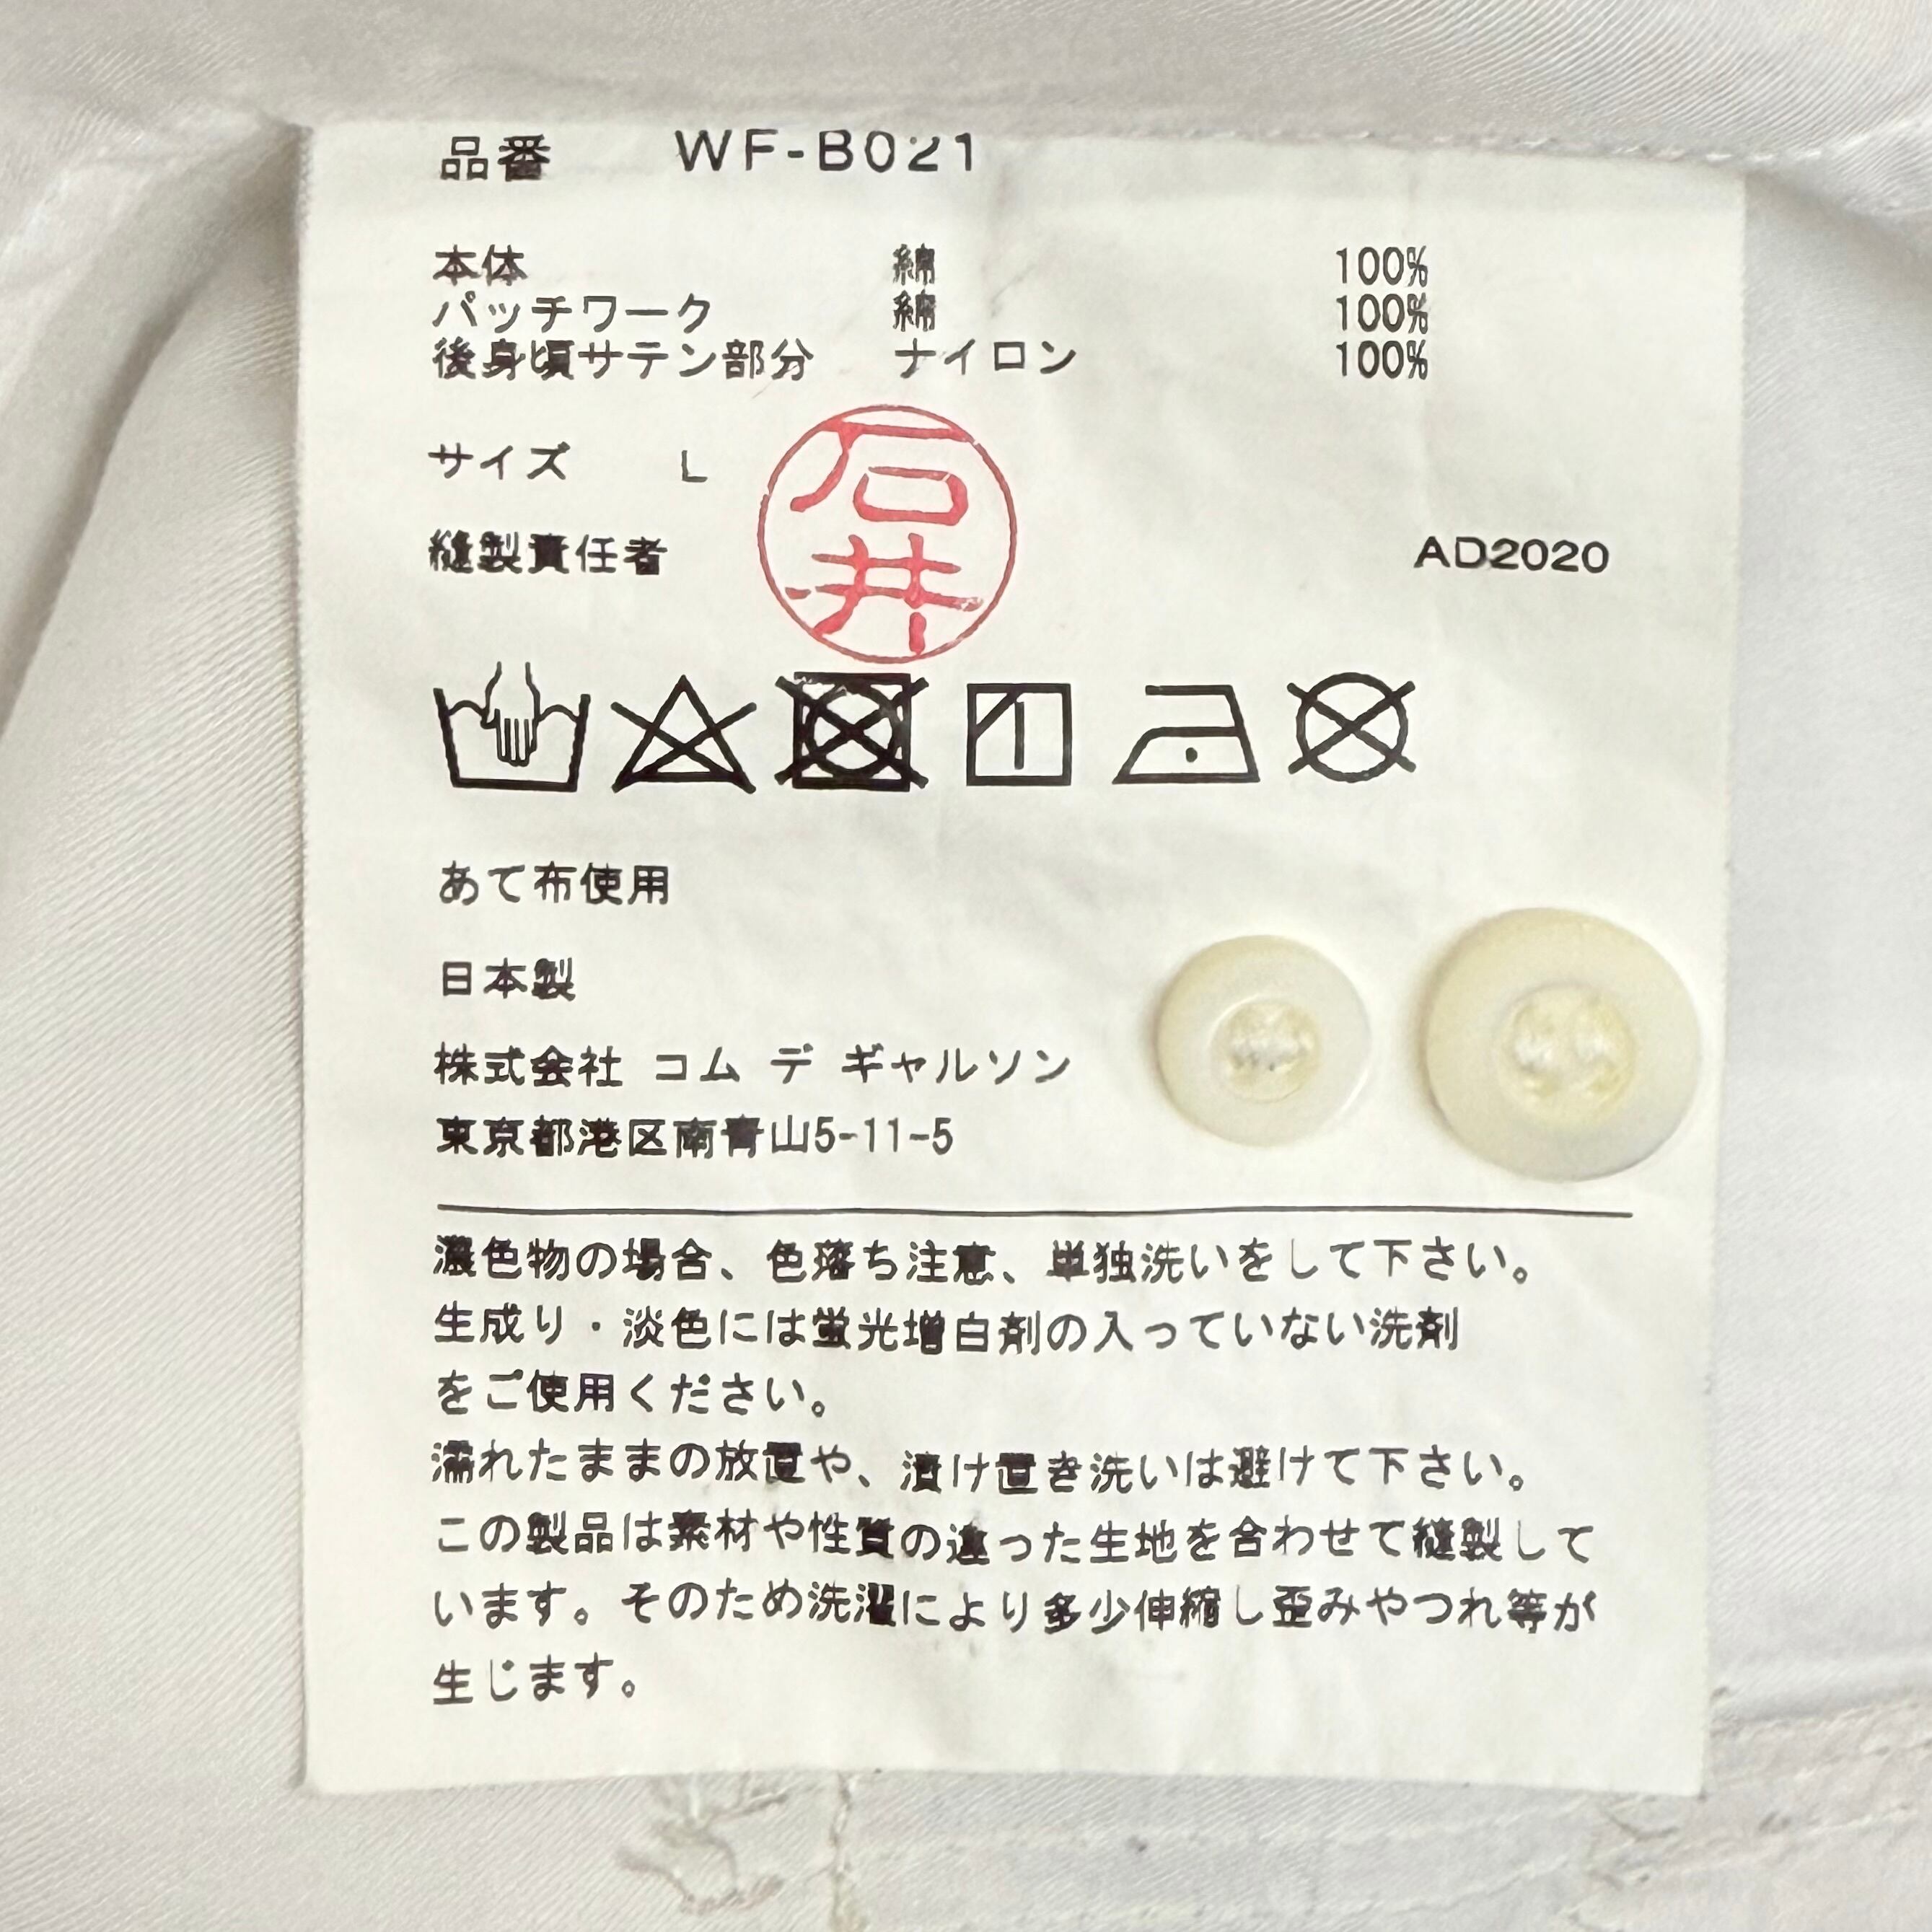 品番 WF-B021
本体 綿 100%
パッチワーク 綿 100%
後身頃サテン部分 ナイロン 100%
サイズ L
石井
縫製責任者 AD2020
あて布使用
日本製
株式会社 コム デ ギャルソン
東京都港区南青山5-11-5
濃色物の場合、色落ち注意、単独洗いをして下さい。
生成り・淡色には蛍光増白剤の入っていない洗剤
をご使用ください。
濡れたままの放置や、漬け置き洗いは避けて下さい。
この製品は素材や性質の違った生地を合わせて縫製して
います。そのため洗濯により多少伸縮し歪みやつれ等が
生じます。